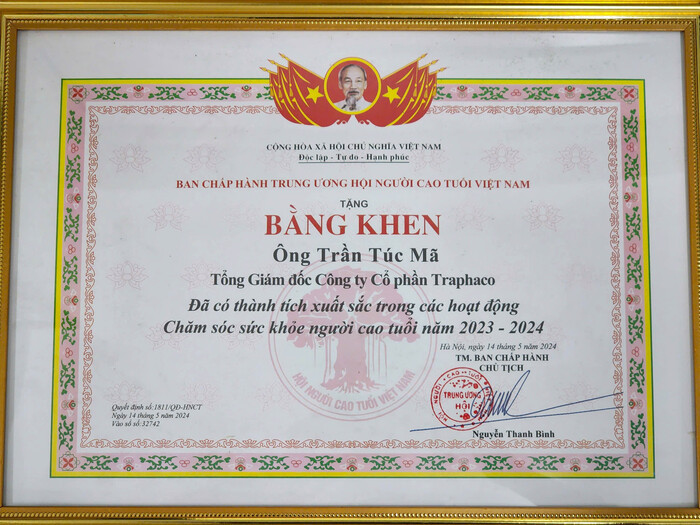 CỘNG HÒA XÃ HỘI CHỦ NGHĨA VIỆT NAM
Độc lập - Tự do - Hạnh phúc
BAN CHẤP HÀNH TRUNG ƯƠNG HỘI NGƯỜI CAO TUỔI VIỆT NAM
TẶNG
BẰNG KHEN
Ông Trần Túc Mã
Tổng Giám đốc Công ty Cổ phần Traphaco
Đã có thành tích xuất sắc trong các hoạt động
Chăm sóc sức khỏe người cao tuổi năm 2023 - 2024
Hà Nội, ngày 14 tháng 5 năm 2024
TM. BAN CHẤP HÀNH
CHỦ TỊCH
HỘI NGƯỜI CAO TUỔI VIỆT NAM
TRUNG ƯƠNG
HỘI
Quyết định số:1811/QĐ-HNCT
Ngày 14 tháng 5 năm 2024
Vào sổ số:32742
Nguyễn Thanh Bình